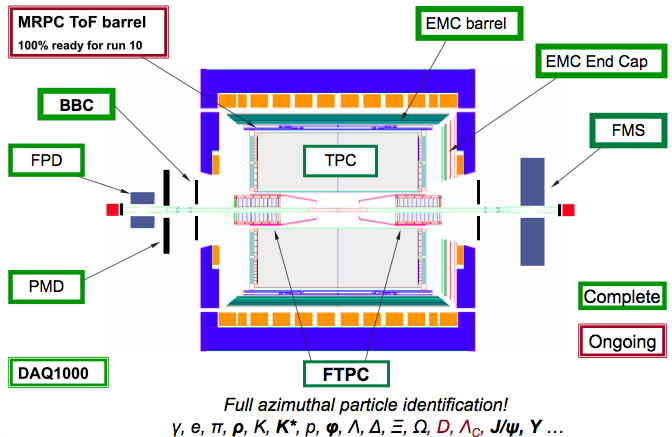 MRPC ToF barrel
100% ready for run 10
EMC barrel
EMC End Cap
BBC
FPD
TPC
FMS
PMD
Complete
Ongoing
DAQ1000
FTPC
Full azimuthal particle identification!
γ, e, π, ρ, K, K*, p, φ, Λ, Δ, Ξ, Ω, D, Λc, J/ψ, Υ …